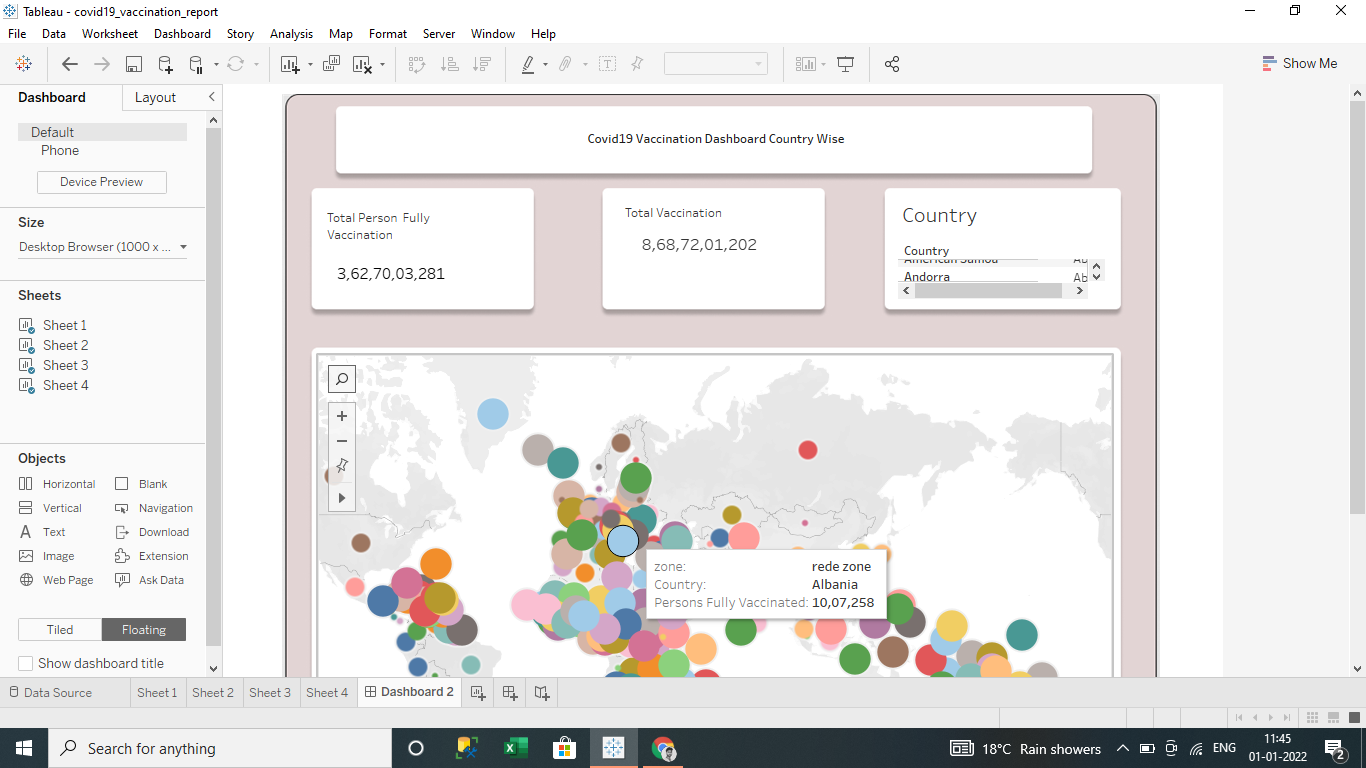 Tableau - covid19_vaccination_report
File Data Worksheet Dashboard Story Analysis Map Format Server Window Help
Show Me
Dashboard Layout
Default
Phone
Device Preview
Size
Desktop Browser (1000 x ...
Sheets
Sheet 1
Sheet 2
Sheet 3
Sheet 4
Objects
Horizontal Blank
Vertical Navigation
Text Download
Image Extension
Web Page Ask Data
Tiled Floating
Show dashboard title
Covid19 Vaccination Dashboard Country Wise
Total Person Fully
Vaccination
3,62,70,03,281
Total Vaccination
8,68,72,01,202
Country
Country
American Samoa Ab
Andorra Ab
zone: rede zone
Country: Albania
Persons Fully Vaccinated: 10,07,258
Data Source Sheet 1 Sheet 2 Sheet 3 Sheet 4 Dashboard 2
Search for anything
18°C Rain showers ENG 11:45
01-01-2022
2